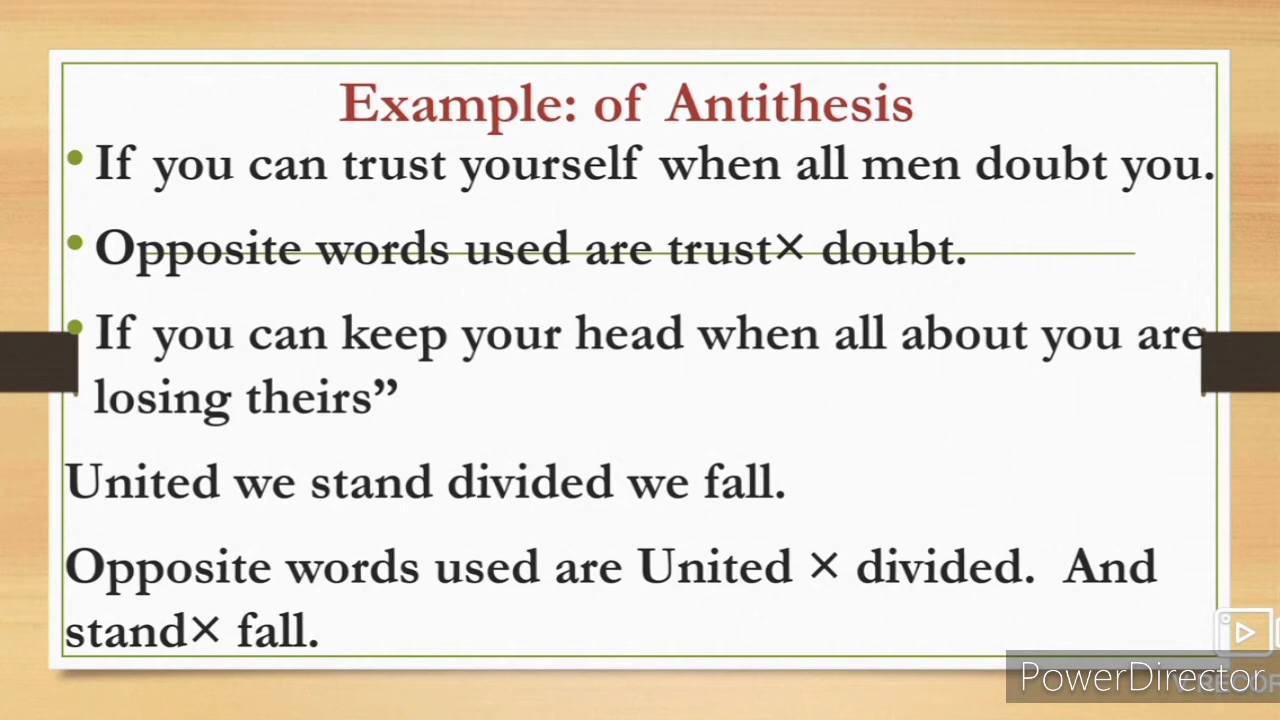 Example: of Antithesis
• If you can trust yourself when all men doubt you.
• Opposite words used are trust× doubt.
• If you can keep your head when all about you are
losing theirs”
United we stand divided we fall.
Opposite words used are United × divided. And
stand× fall.
PowerDirector